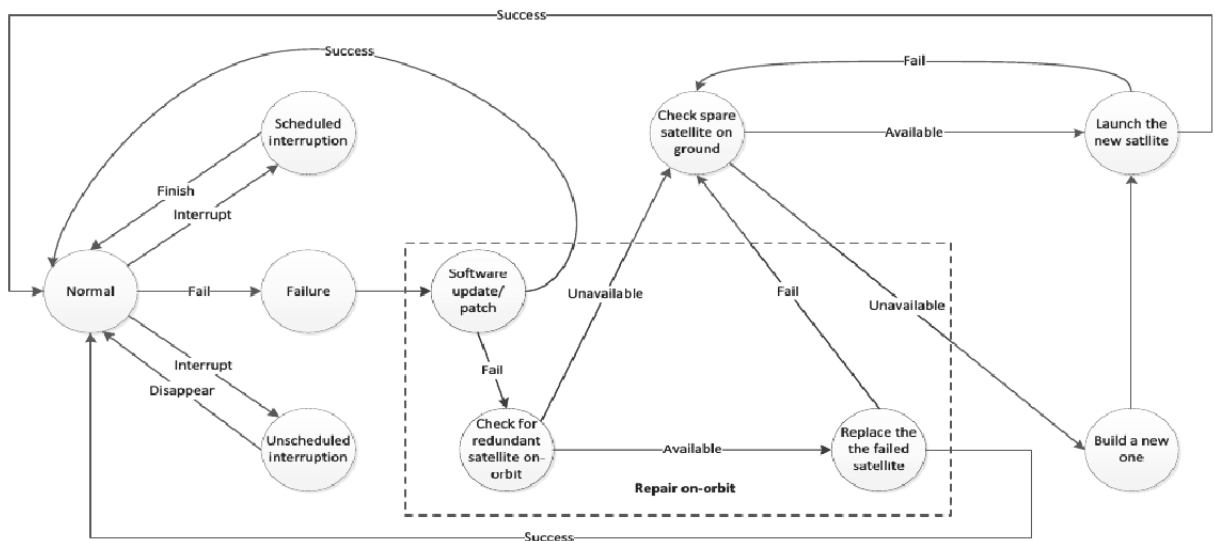 Success
Success
Fail
Scheduled
interruption
Check spare
satellite on
ground
Available
Launch the
new satllite
Finish
Interrupt
Normal
Fail
Failure
Software
update/
patch
Unavailable
Fail
Unavailable
Interrupt
Disappear
Fail
Unscheduled
interruption
Check for
redundant
satellite on-
orbit
Available
Replace the
the failed
satellite
Build a new
one
Repair on-orbit
Success